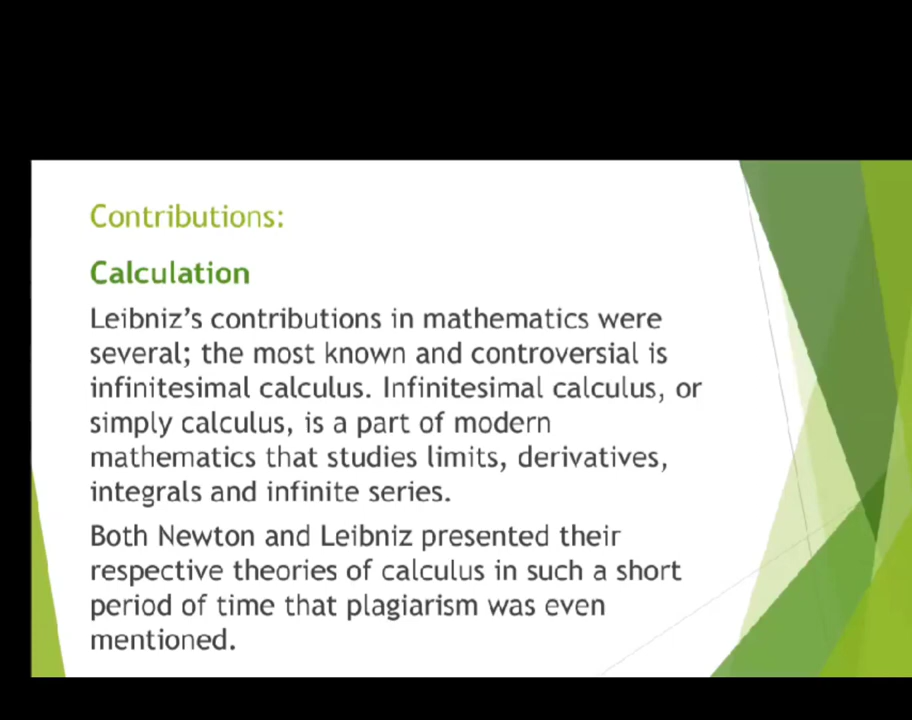 Contributions:
Calculation
Leibniz’s contributions in mathematics were
several; the most known and controversial is
infinitesimal calculus. Infinitesimal calculus, or
simply calculus, is a part of modern
mathematics that studies limits, derivatives,
integrals and infinite series.
Both Newton and Leibniz presented their
respective theories of calculus in such a short
period of time that plagiarism was even
mentioned.